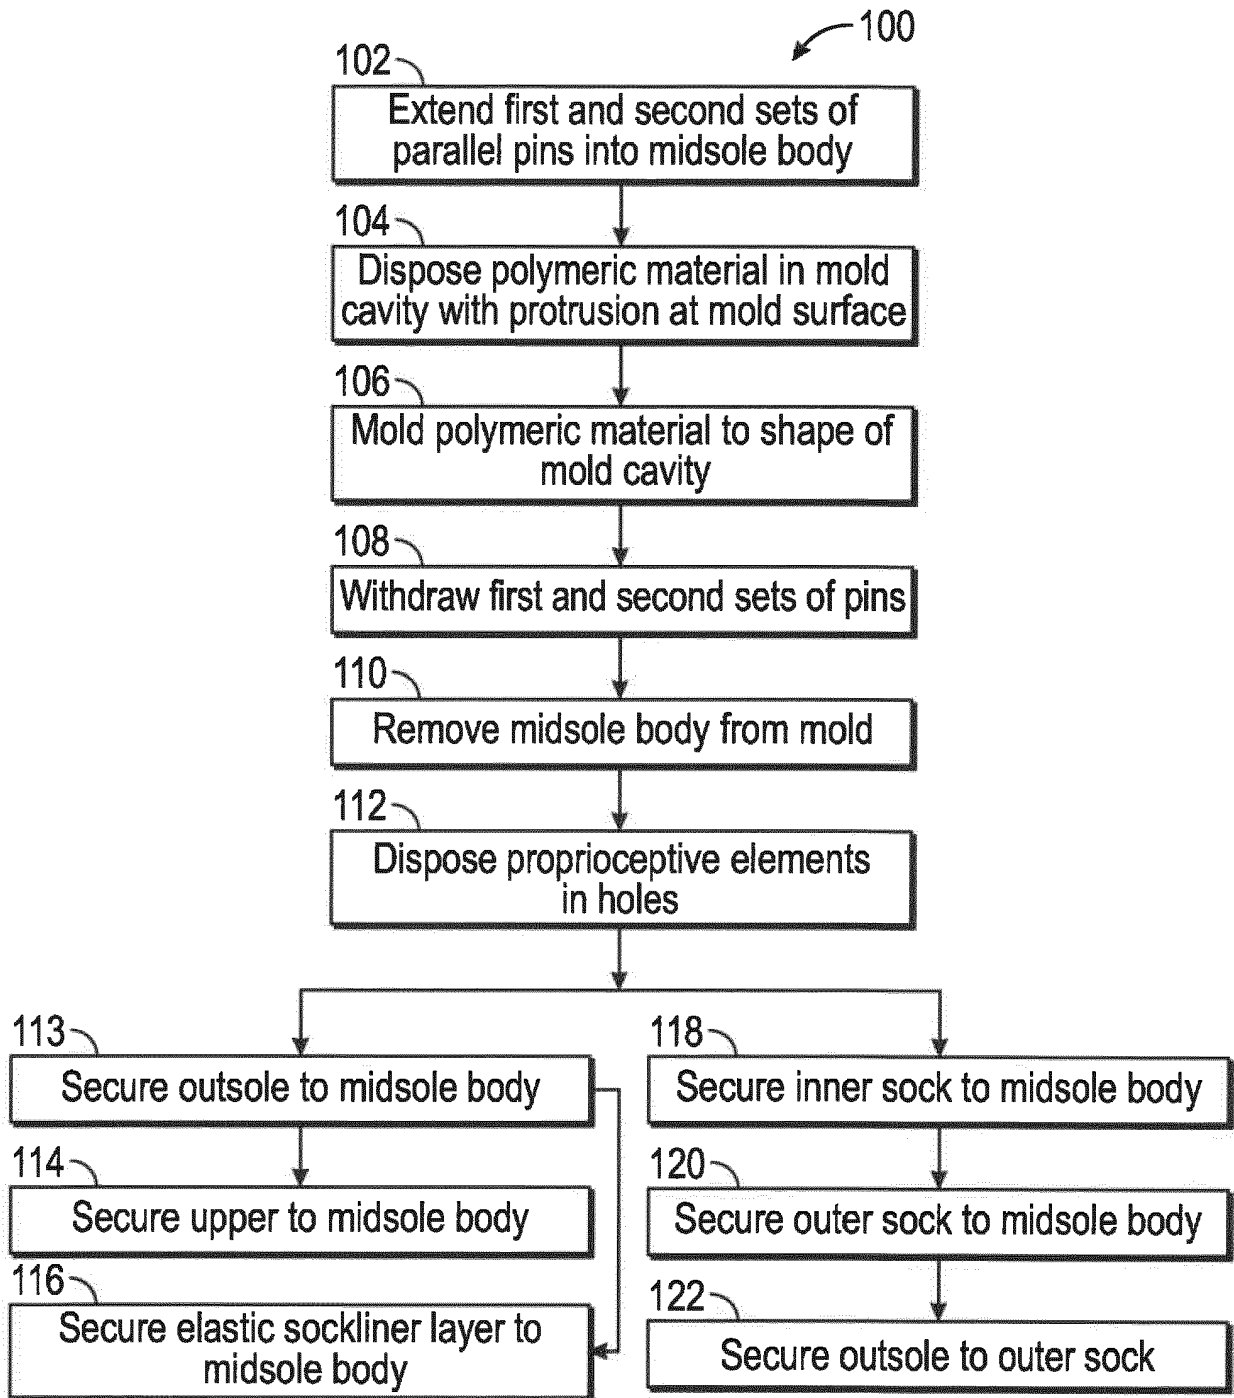 100
102
Extend first and second sets of
parallel pins into midsole body
104
Dispose polymeric material in mold
cavity with protrusion at mold surface
106
Mold polymeric material to shape of
mold cavity
108
Withdraw first and second sets of pins
110
Remove midsole body from mold
112
Dispose proprioceptive elements
in holes
113
Secure outsole to midsole body
114
Secure upper to midsole body
116
Secure elastic sockliner layer to
midsole body
118
Secure inner sock to midsole body
120
Secure outer sock to midsole body
122
Secure outsole to outer sock